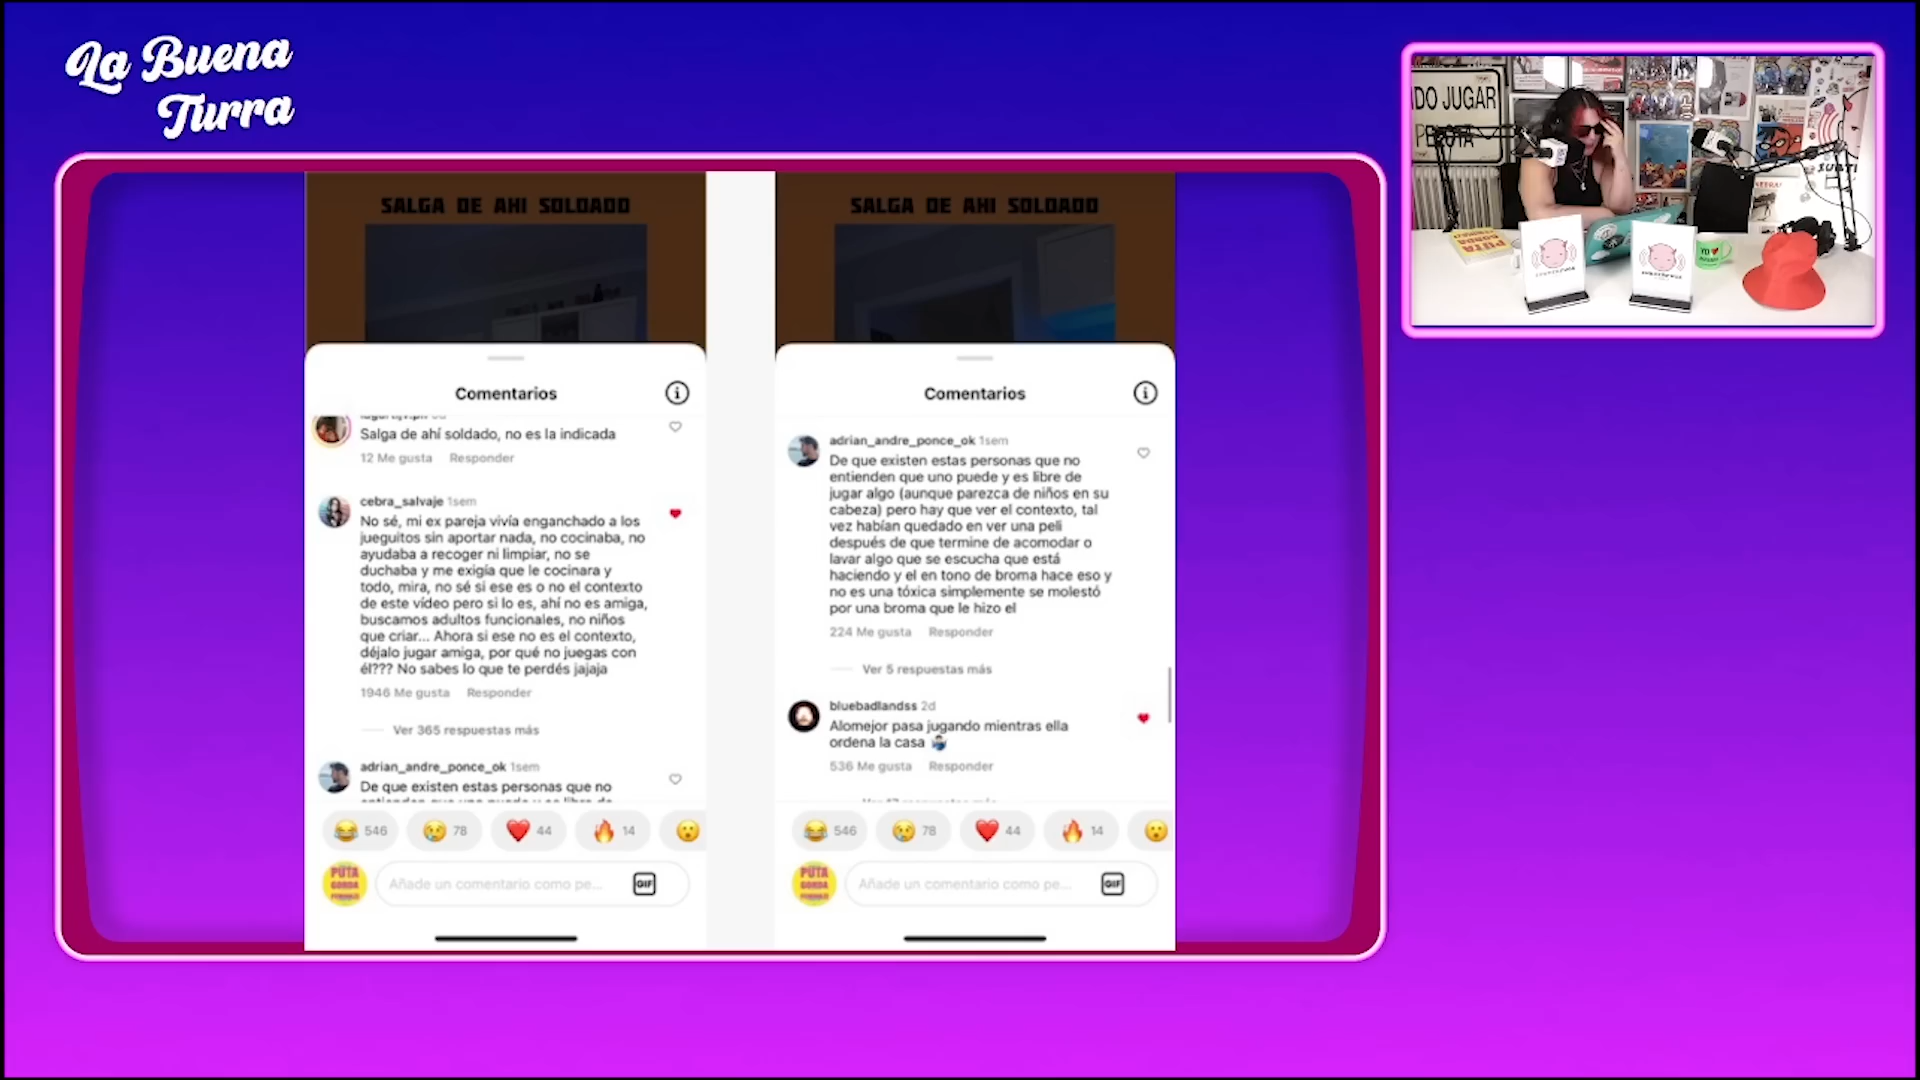 La Buena
Turra
DO JUGAR
SALGA DE AHI SOLDADO
Comentarios
Salga de ahí soldado, no es la indicada
12 Me gusta Responder
cebra_salvaje 1sem
No sé, mi ex pareja vivía enganchado a los
jueguitos sin aportar nada, no cocinaba, no
ayudaba a recoger ni limpiar, no se
duchaba y me exigía que le cocinara y
todo, mira, no sé si ese es o no el contexto
de este vídeo pero si lo es, ahí no es amiga,
buscamos adultos funcionales, no niños
que criar... Ahora si ese no es el contexto,
déjalo jugar amiga, por qué no juegas con
él??? No sabes lo que te perdés jajaja
1946 Me gusta Responder
Ver 365 respuestas más
adrian_andre_ponce_ok 1sem
De que existen estas personas que no
546 78 44 14
PUTA
GORDA
Añade un comentario como pe...
GIF
SALGA DE AHI SOLDADO
Comentarios
adrian_andre_ponce_ok 1sem
De que existen estas personas que no
entienden que uno puede y es libre de
jugar algo (aunque parezca de niños en su
cabeza) pero hay que ver el contexto, tal
vez habían quedado en ver una peli
después de que termine de acomodar o
lavar algo que se escucha que está
haciendo y el en tono de broma hace eso y
no es una tóxica simplemente se molestó
por una broma que le hizo el
224 Me gusta Responder
Ver 5 respuestas más
bluebadlandss 2d
Alomejor pasa jugando mientras ella
ordena la casa
536 Me gusta Responder
546 78 44 14
PUTA
GORDA
Añade un comentario como pe...
GIF